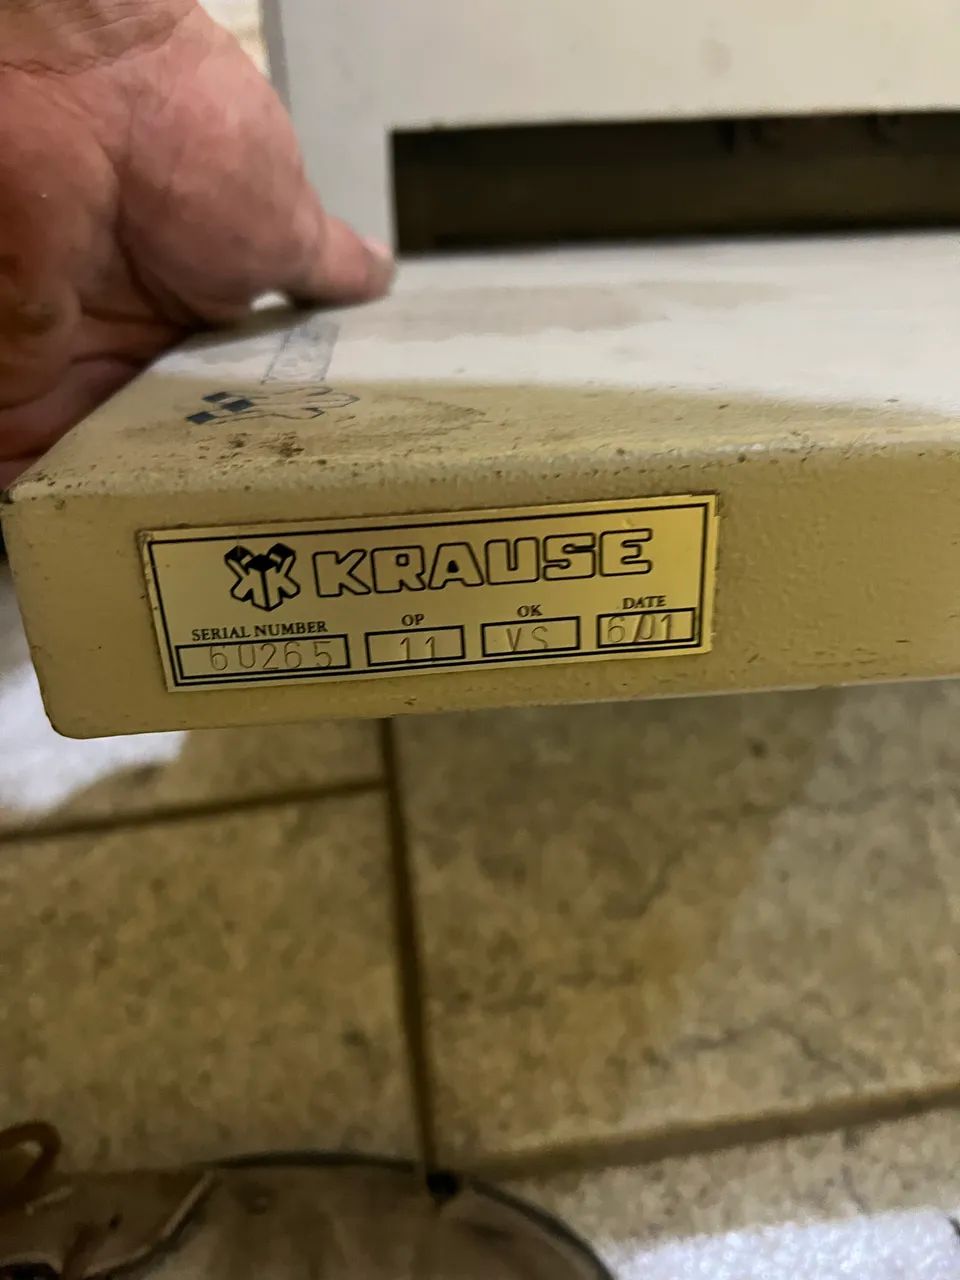 KRAUSE
SERIAL NUMBER OP OK DATE
60265 11 VS 6/01